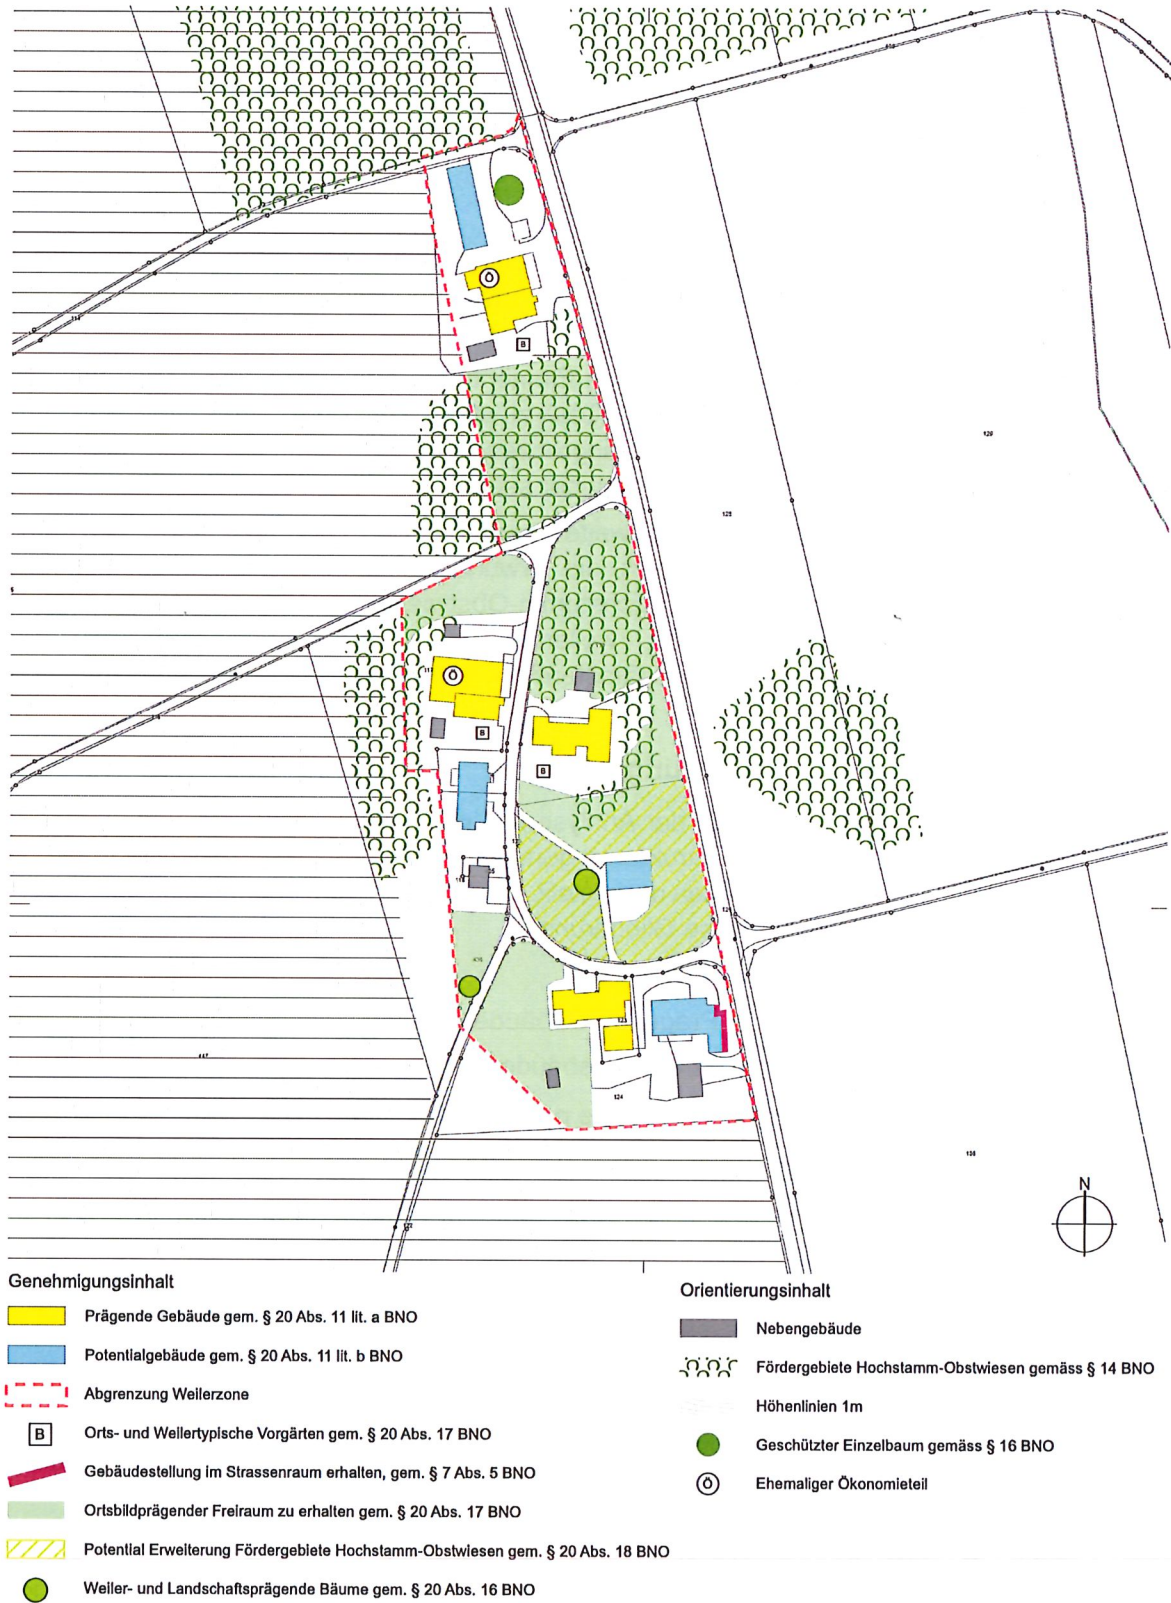 129
128
Ö
B
Ö
B
B
124
136
N
Genehmigungsinhalt
Prägende Gebäude gem. § 20 Abs. 11 lit. a BNO
Potentialgebäude gem. § 20 Abs. 11 lit. b BNO
Abgrenzung Weilerzone
B Orts- und Weilertypische Vorgärten gem. § 20 Abs. 17 BNO
Gebäudestellung im Strassenraum erhalten, gem. § 7 Abs. 5 BNO
Ortsbildprägender Freiraum zu erhalten gem. § 20 Abs. 17 BNO
Potential Erweiterung Fördergebiete Hochstamm-Obstwiesen gem. § 20 Abs. 18 BNO
Weiler- und Landschaftsprägende Bäume gem. § 20 Abs. 16 BNO
Orientierungsinhalt
Nebengebäude
Fördergebiete Hochstamm-Obstwiesen gemäss § 14 BNO
Höhenlinien 1m
Geschützter Einzelbaum gemäss § 16 BNO
Ö Ehemaliger Ökonomieteil